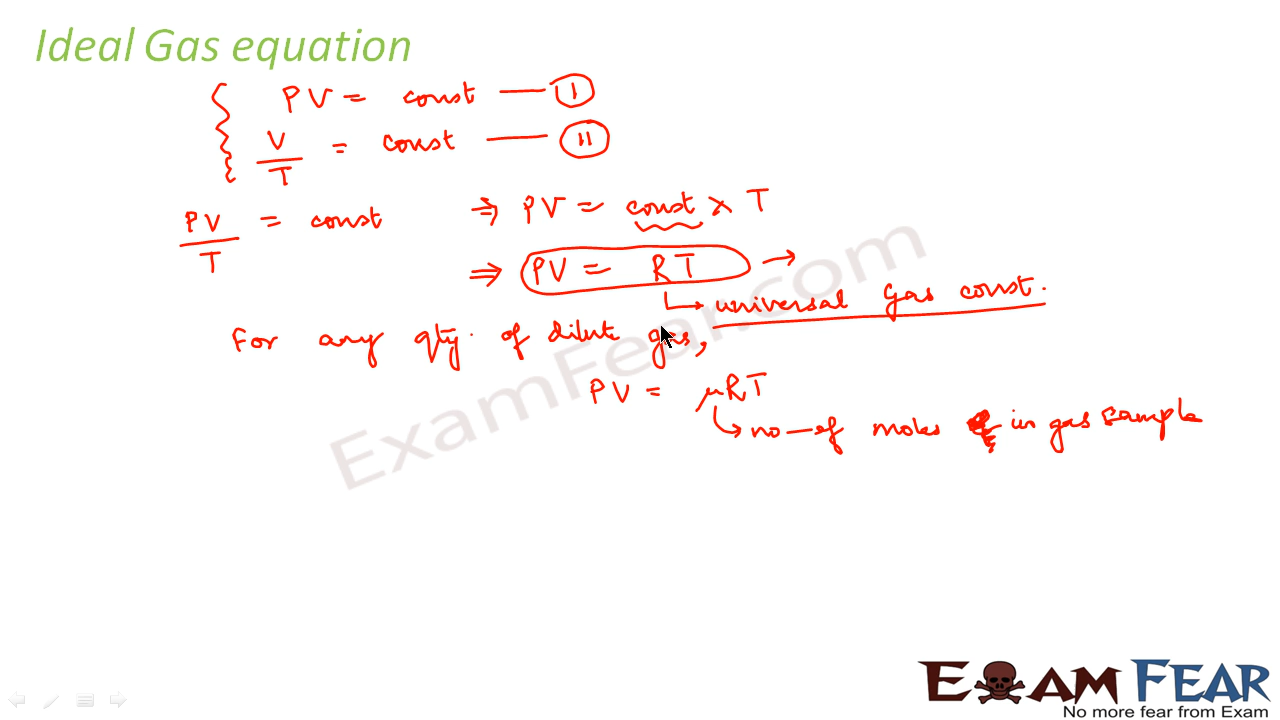 Ideal Gas equation
PV = const — I
V/T = const — II
PV/T = const ⇒ PV = const × T
⇒ PV = RT →
↳ universal Gas const.
For any qty. of dilute gas,
PV = μRT
↳ no—of moles in gas sample
ExamFear.com
EXAM FEAR
No more fear from Exam